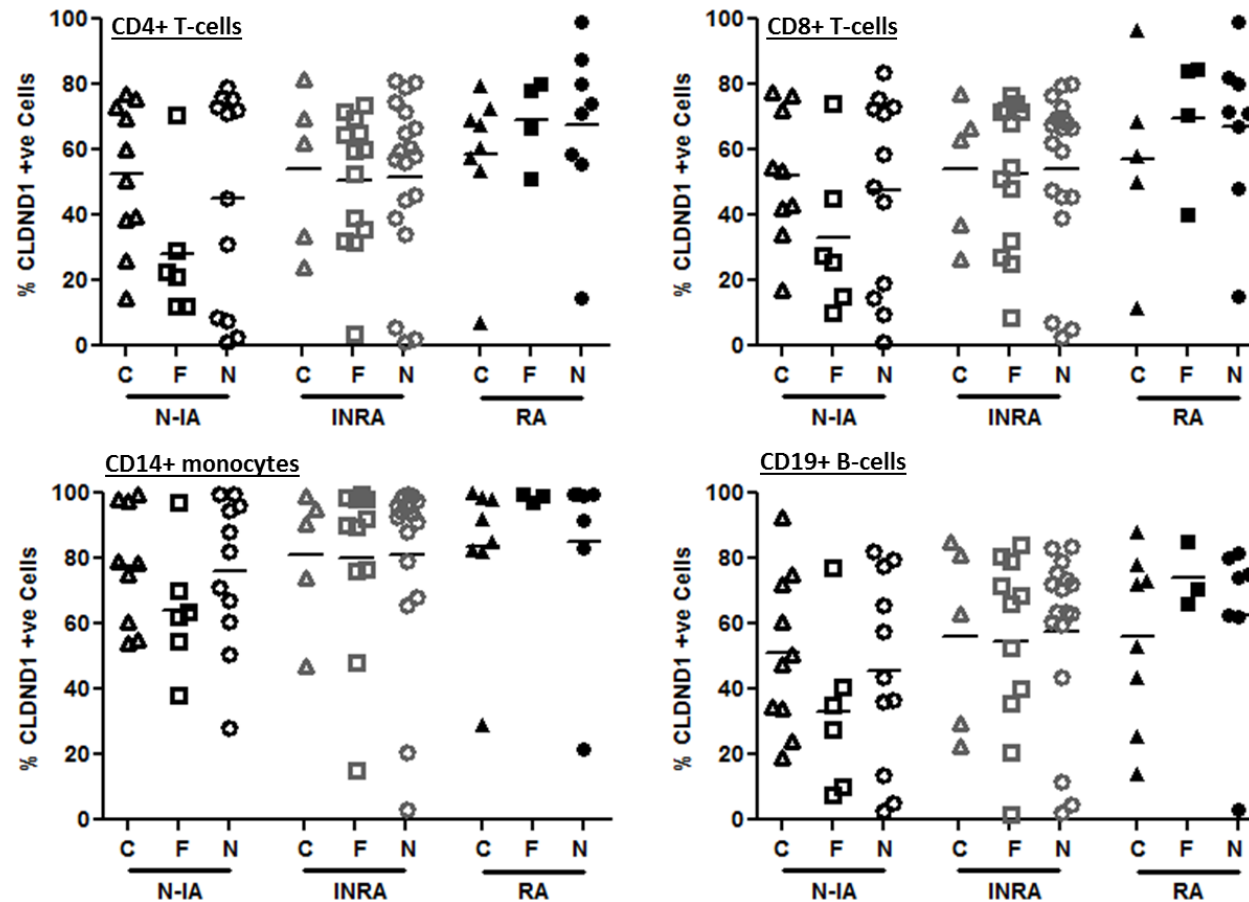 CD4+ T-cells
% CLDND1 +ve Cells
100
80
60
40
20
0
C F N C F N C F N
N-IA INRA RA
CD8+ T-cells
% CLDND1 +ve Cells
100
80
60
40
20
0
C F N C F N C F N
N-IA INRA RA
CD14+ monocytes
% CLDND1 +ve Cells
100
80
60
40
20
0
C F N C F N C F N
N-IA INRA RA
CD19+ B-cells
% CLDND1 +ve Cells
100
80
60
40
20
0
C F N C F N C F N
N-IA INRA RA